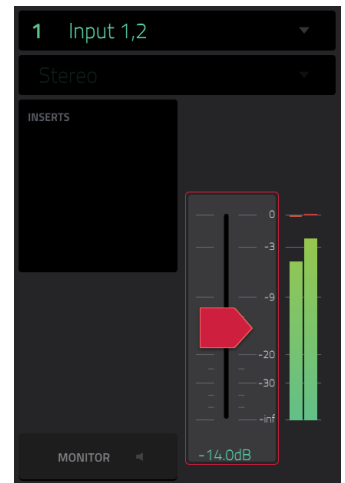 1 Input 1,2
Stereo
INSERTS
0
-3
-9
-20
-30
-inf
MONITOR
-14.0dB